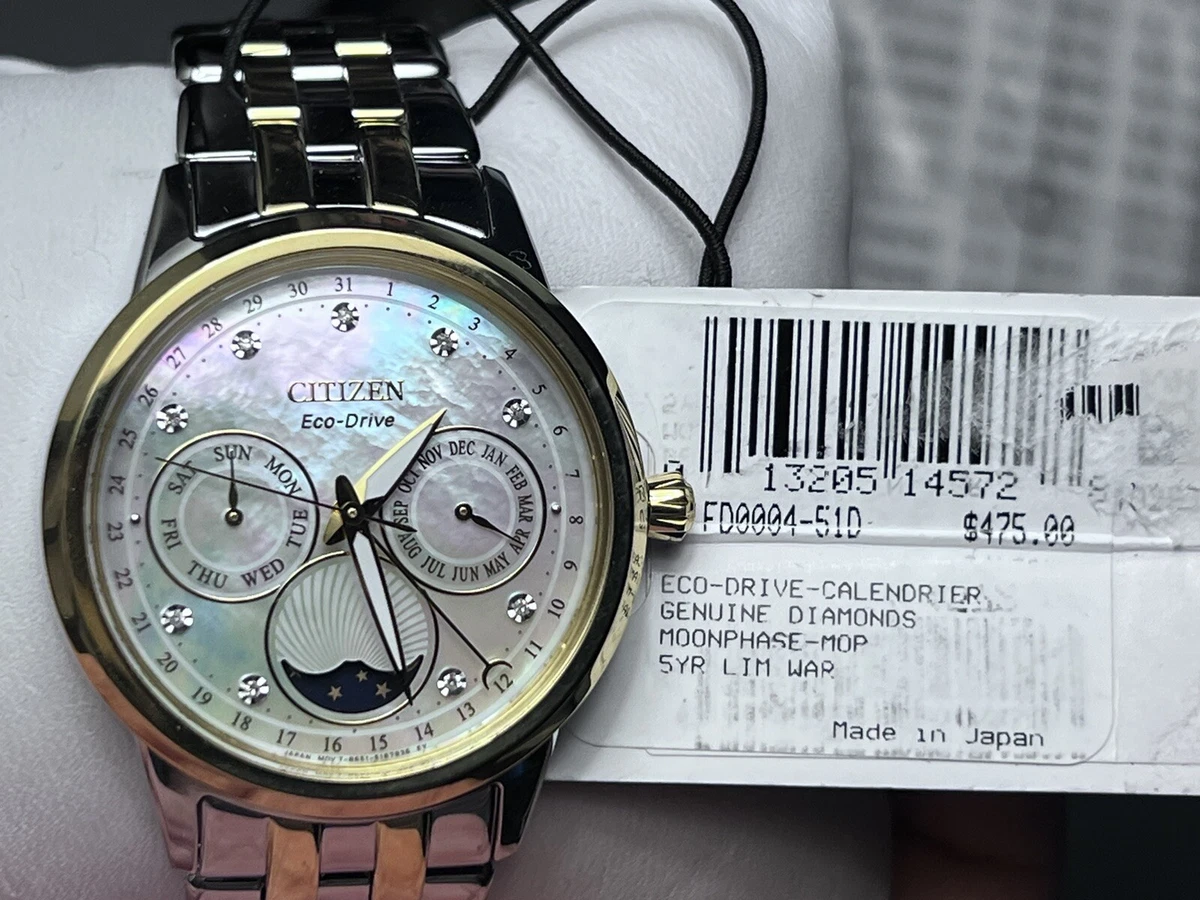 31 1 2 3 4 5 6 7 8 9 10 11 12 13 14 15 16 17 18 19 20 21 22 23 24 25 26 27 28 29 30
CITIZEN
Eco-Drive
SUN MON TUE WED THU FRI SAT
JAN FEB MAR APR MAY JUN JUL AUG SEP OCT NOV DEC
JAPAN MOV'T
13205 14572
FD0004-51D $475.00
ECO-DRIVE-CALENDRIER
GENUINE DIAMONDS
MOONPHASE-MOP
5YR LIM WAR
Made in Japan